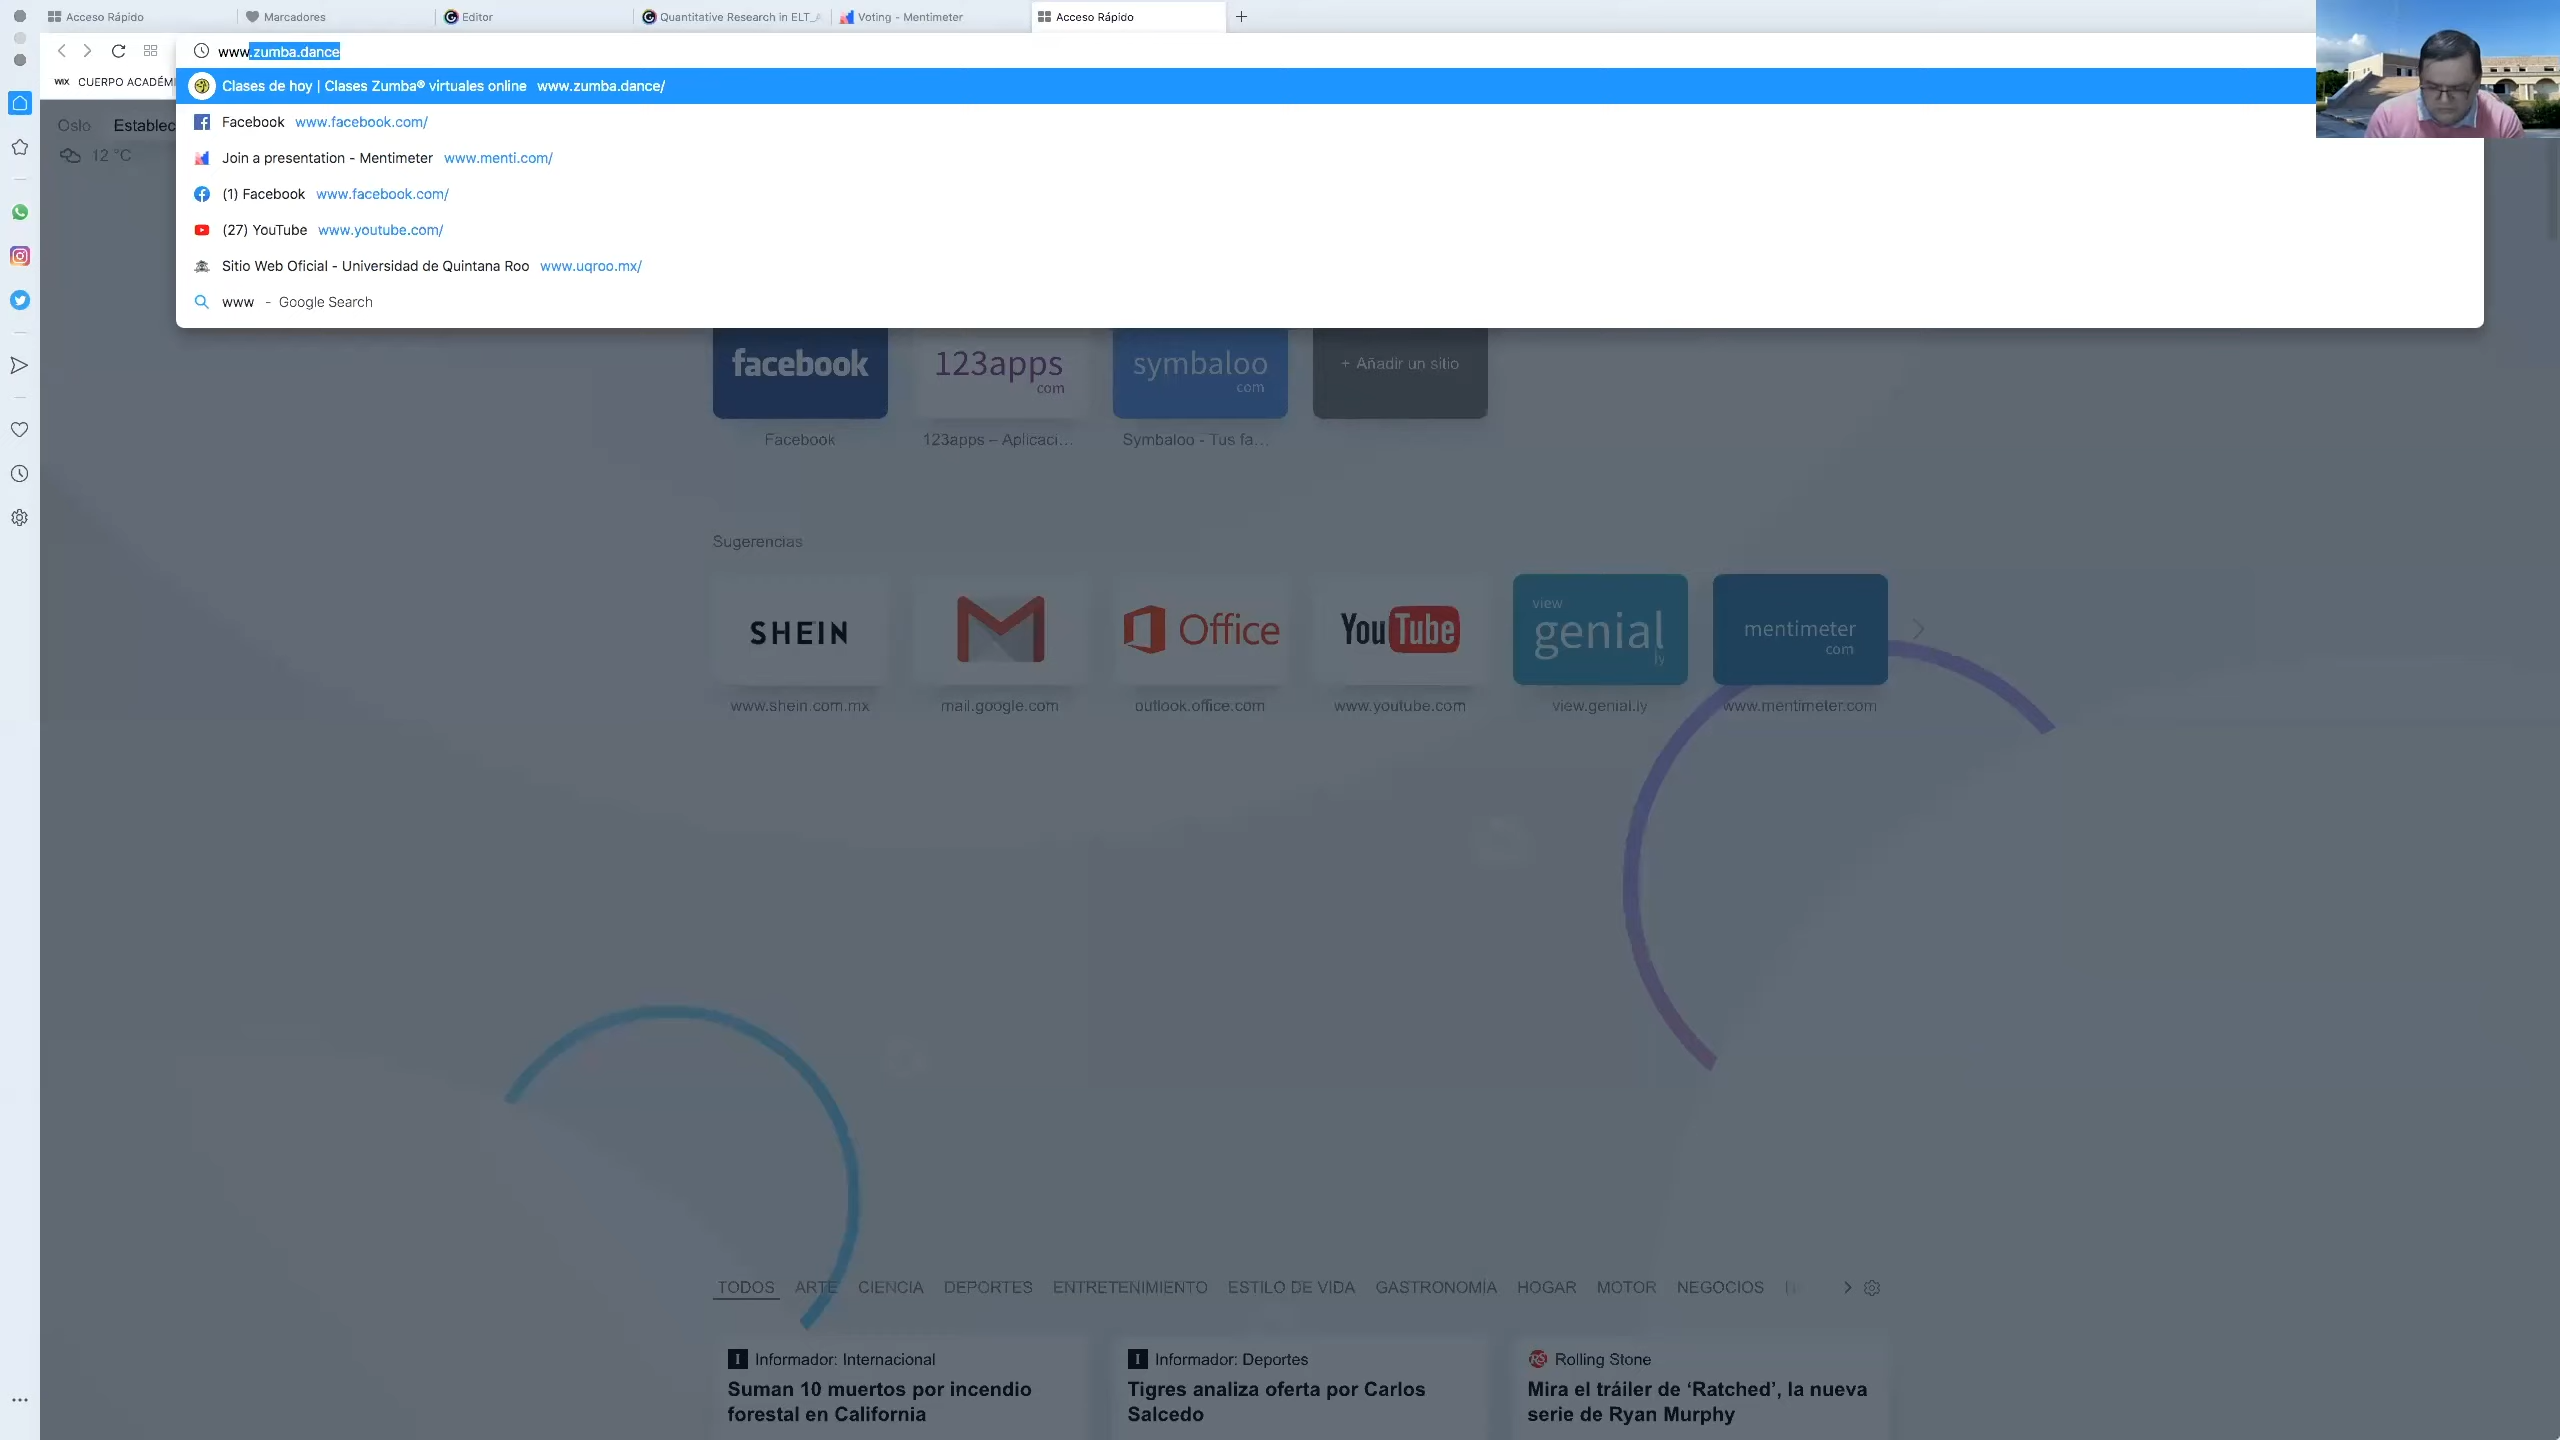 Acceso Rápido
Marcadores
Editor
Quantitative Research in ELT_
Voting - Mentimeter
Acceso Rápido
www.zumba.dance
WIX CUERPO ACADÉMI
Clases de hoy | Clases Zumba® virtuales online www.zumba.dance/
Facebook www.facebook.com/
Oslo Establec
Join a presentation - Mentimeter www.menti.com/
12 °C
(1) Facebook www.facebook.com/
(27) YouTube www.youtube.com/
Sitio Web Oficial - Universidad de Quintana Roo www.uqroo.mx/
www - Google Search
facebook
123apps
com
symbaloo
com
+ Añadir un sitio
Facebook
123apps – Aplicaci...
Symbaloo - Tus fa...
Sugerencias
SHEIN
Office
YouTube
view
genial
ly
mentimeter
com
www.shein.com.mx
mail.google.com
outlook.office.com
www.youtube.com
view.genial.ly
www.mentimeter.com
TODOS ARTE CIENCIA DEPORTES ENTRETENIMIENTO ESTILO DE VIDA GASTRONOMÍA HOGAR MOTOR NEGOCIOS
Informador: Internacional
Suman 10 muertos por incendio
forestal en California
Informador: Deportes
Tigres analiza oferta por Carlos
Salcedo
Rolling Stone
Mira el tráiler de ‘Ratched’, la nueva
serie de Ryan Murphy